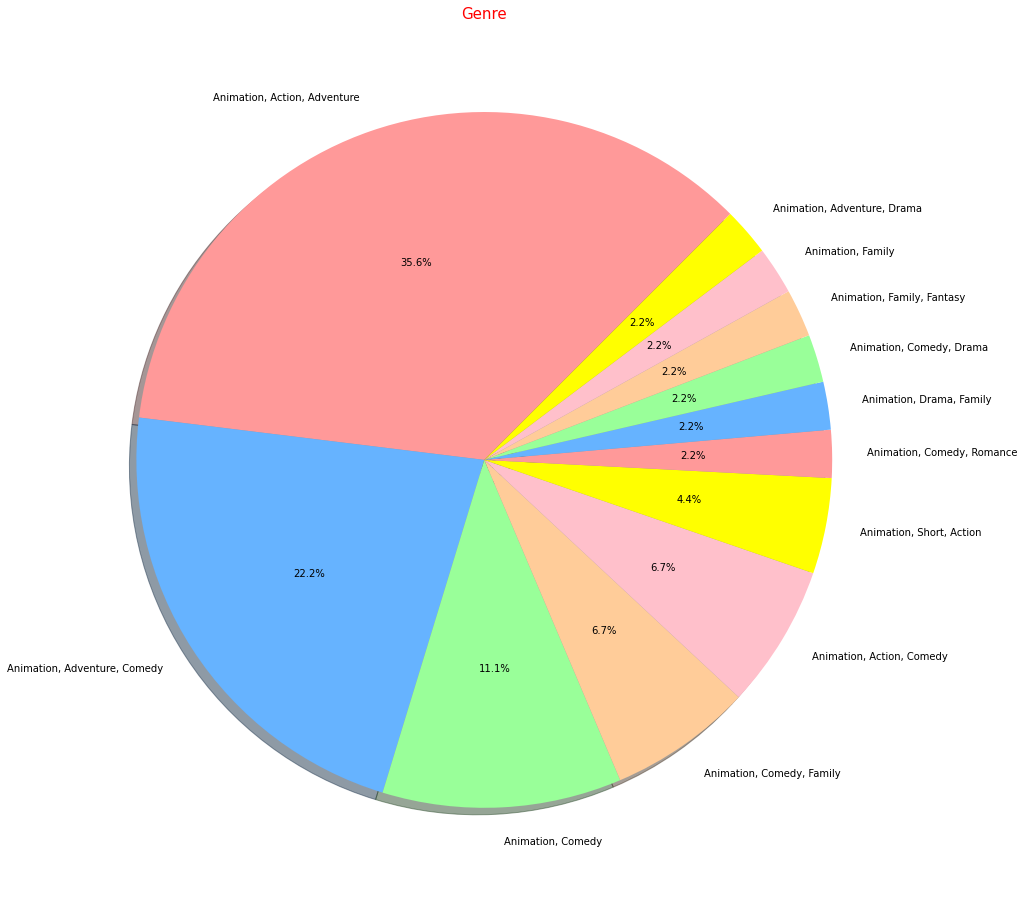 Genre
Animation, Action, Adventure
35.6%
Animation, Adventure, Comedy
22.2%
Animation, Comedy
11.1%
Animation, Comedy, Family
6.7%
Animation, Action, Comedy
6.7%
Animation, Short, Action
4.4%
Animation, Comedy, Romance
2.2%
Animation, Drama, Family
2.2%
Animation, Comedy, Drama
2.2%
Animation, Family, Fantasy
2.2%
Animation, Family
2.2%
Animation, Adventure, Drama
2.2%